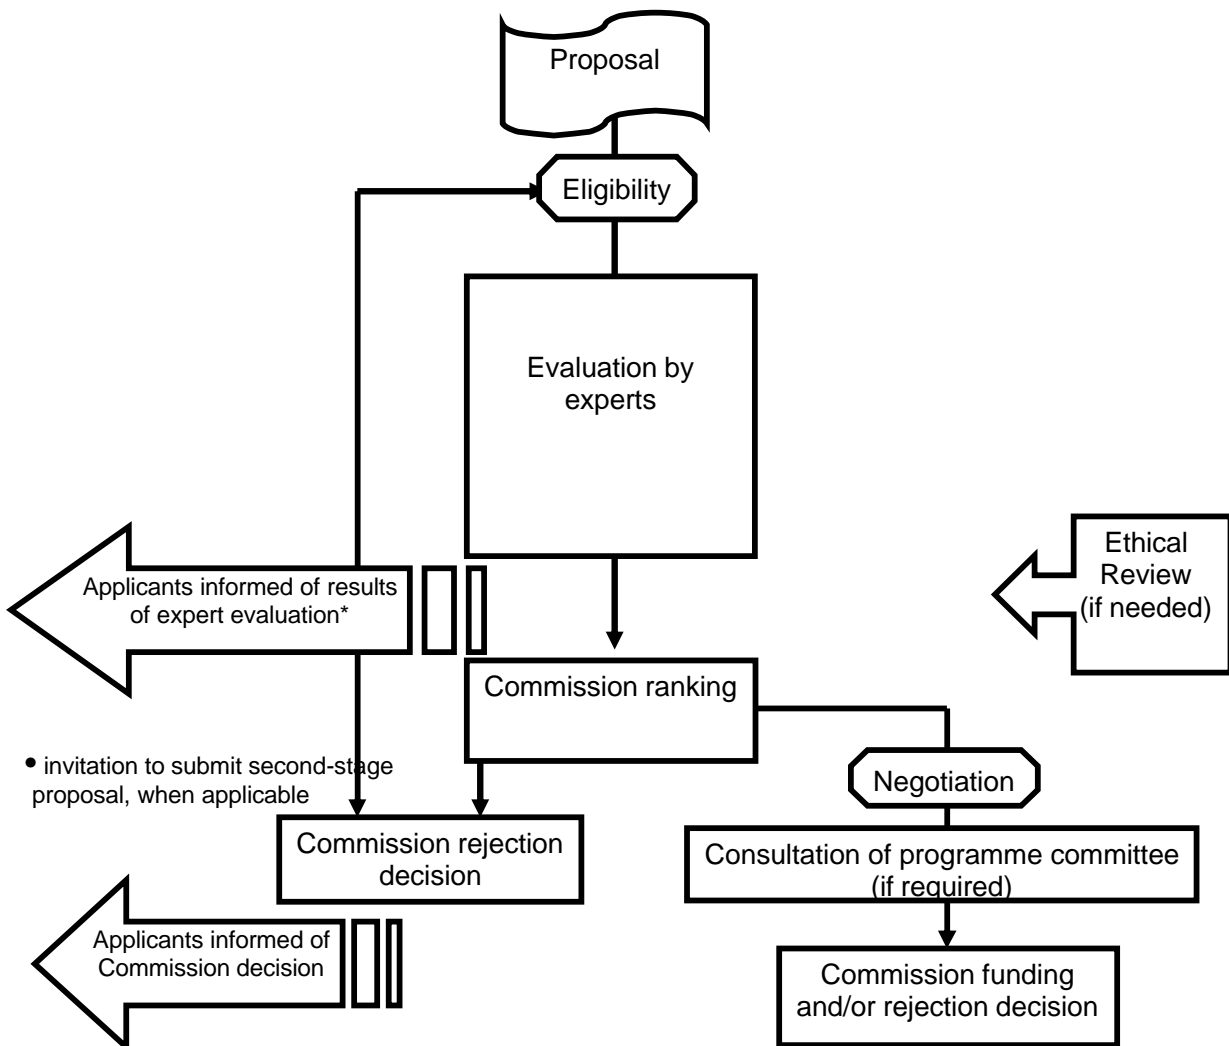 Proposal
Eligibility
Evaluation by
experts
Applicants informed of results
of expert evaluation*
Ethical
Review
(if needed)
Commission ranking
• invitation to submit second-stage
proposal, when applicable
Negotiation
Commission rejection
decision
Consultation of programme committee
(if required)
Applicants informed of
Commission decision
Commission funding
and/or rejection decision